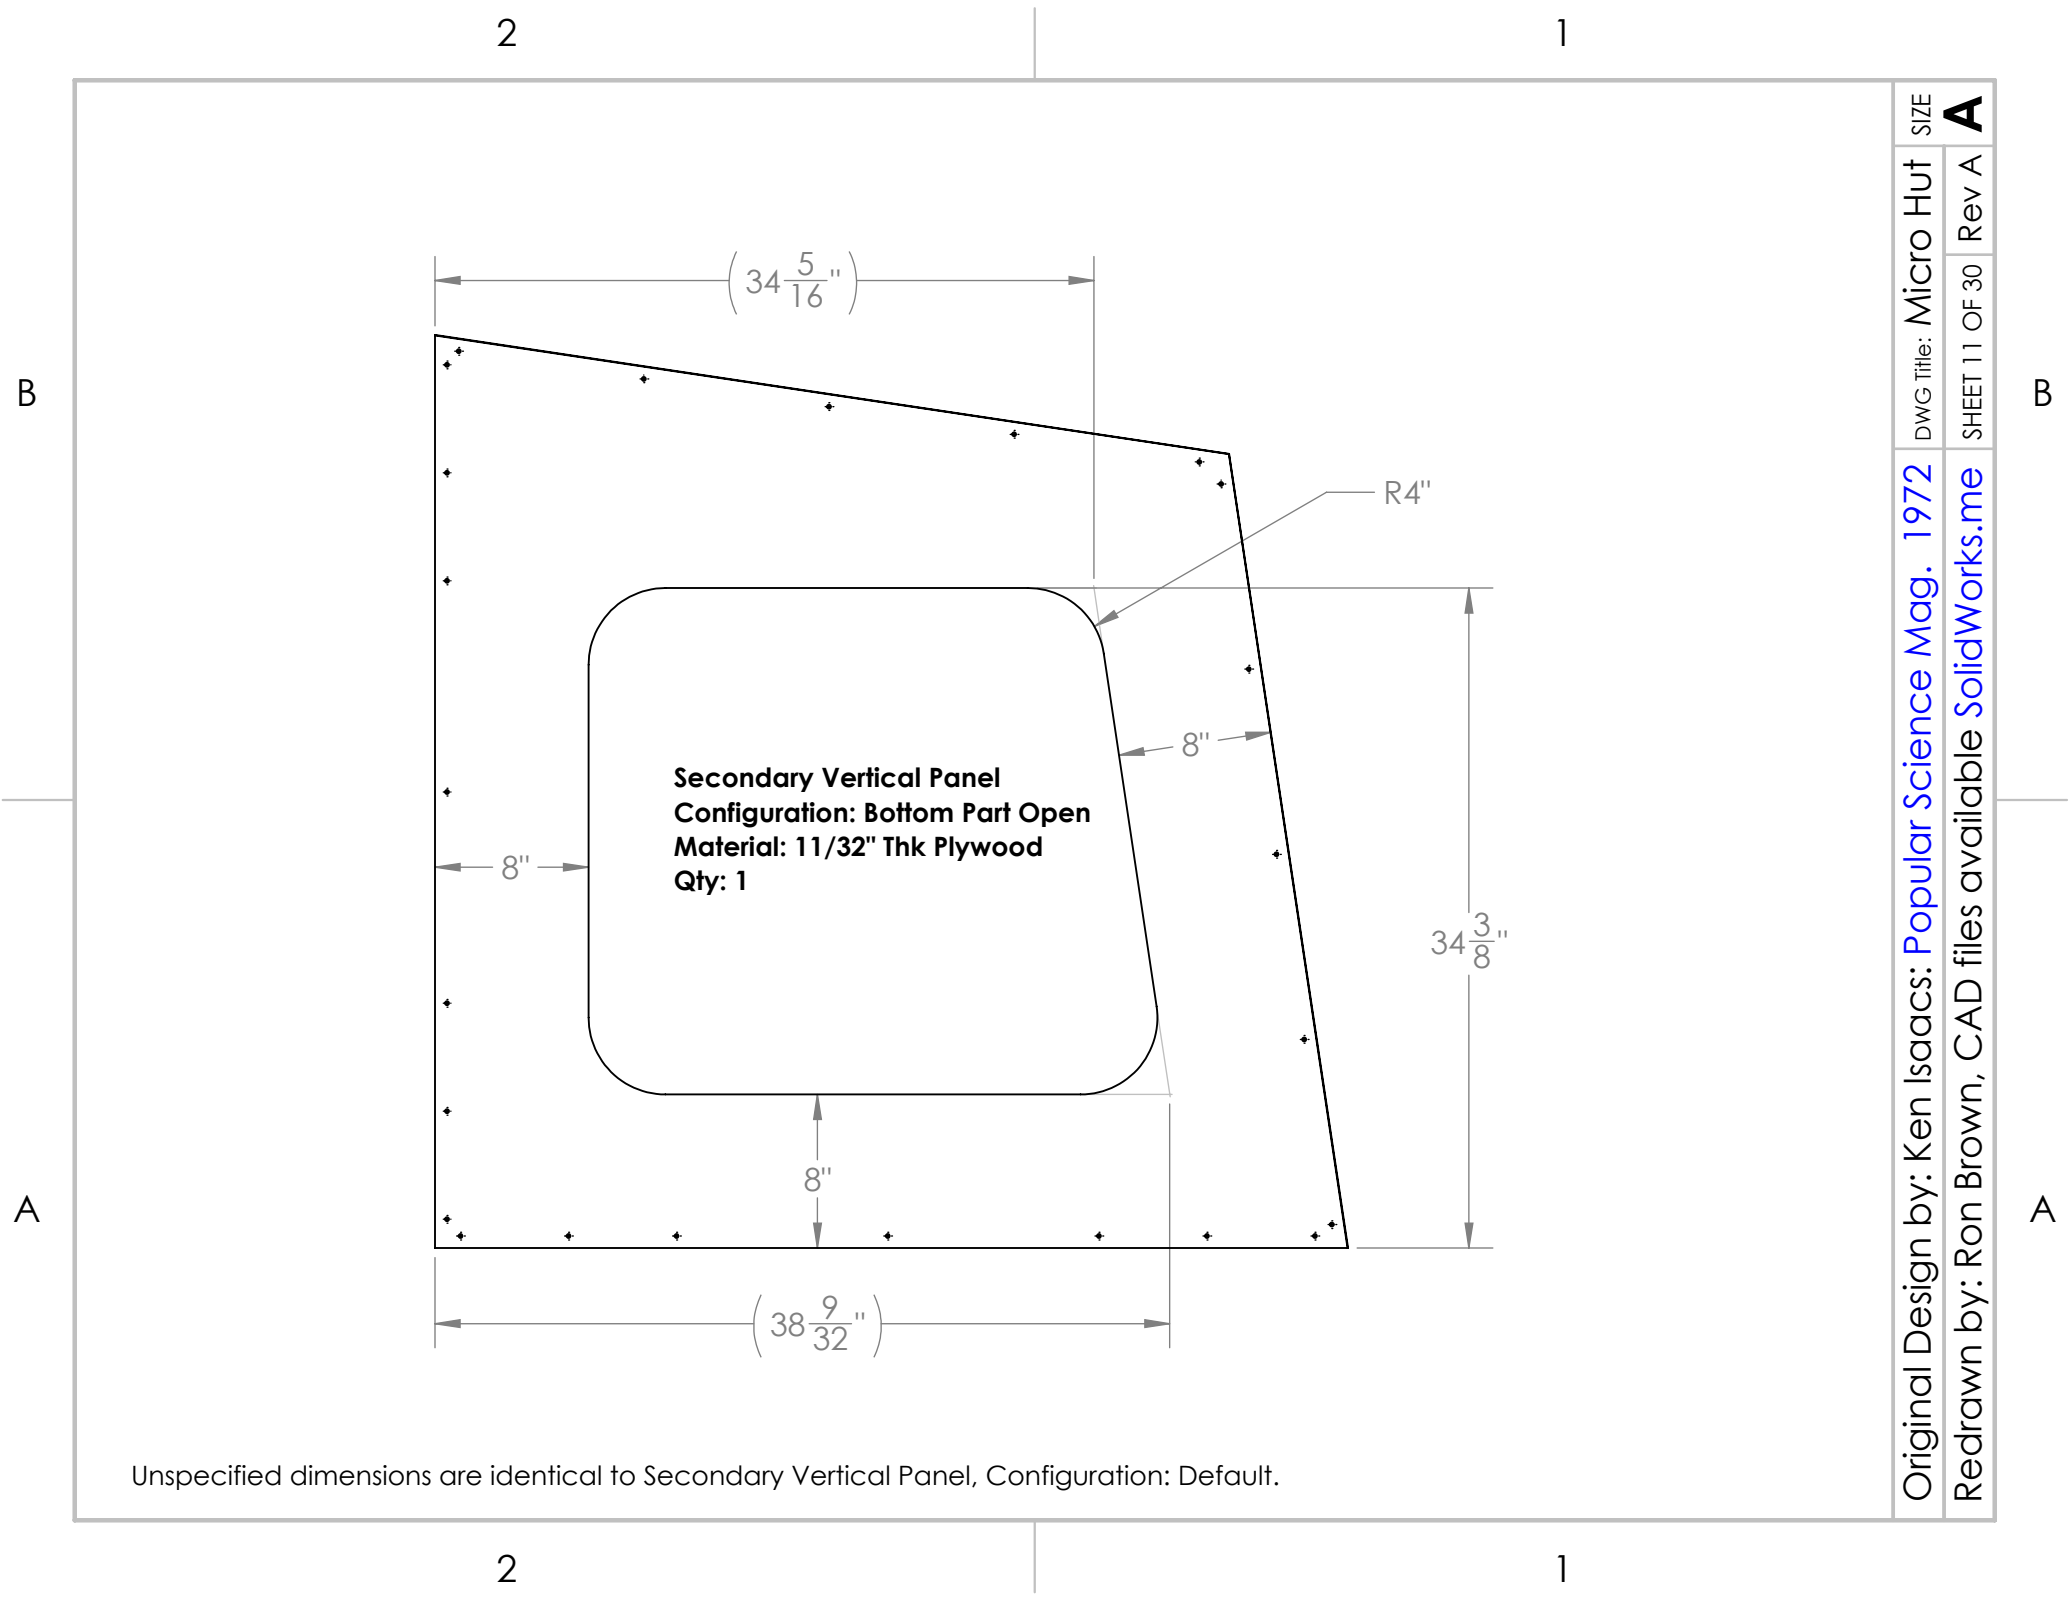 2
1
B
B
A
A
2
1
(34 5/16")
R4"
8"
8"
8"
34 3/8"
(38 9/32")
Secondary Vertical Panel
Configuration: Bottom Part Open
Material: 11/32" Thk Plywood
Qty: 1
Unspecified dimensions are identical to Secondary Vertical Panel, Configuration: Default.
Original Design by: Ken Isaacs: Popular Science Mag. 1972
DWG Title: Micro Hut
SIZE
A
Redrawn by: Ron Brown, CAD files available SolidWorks.me
SHEET 11 OF 30
Rev A